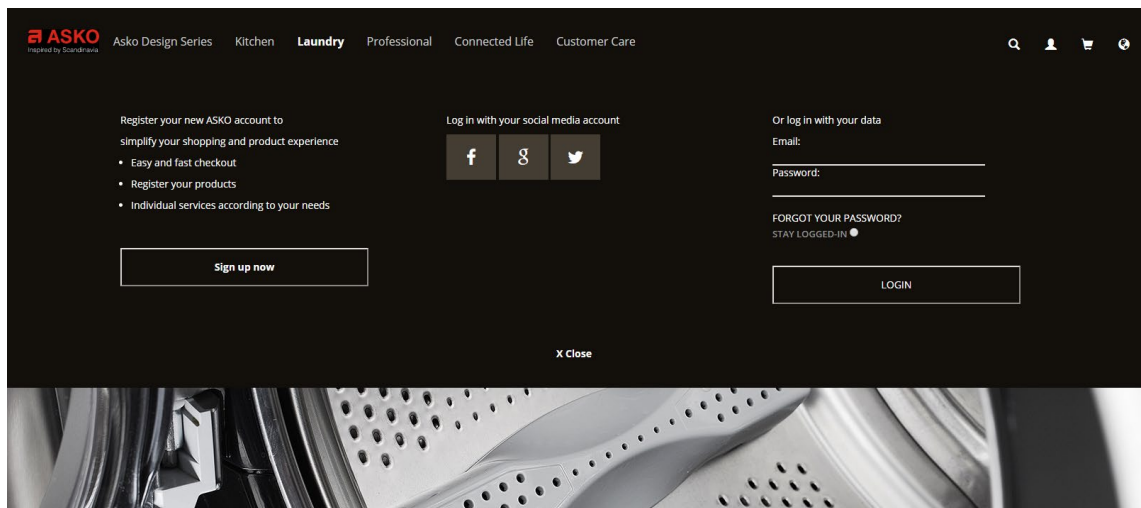 ASKO
Inspired by Scandinavia
Asko Design Series Kitchen Laundry Professional Connected Life Customer Care
Register your new ASKO account to
simplify your shopping and product experience
• Easy and fast checkout
• Register your products
• Individual services according to your needs
Sign up now
Log in with your social media account
Or log in with your data
Email:
Password:
FORGOT YOUR PASSWORD?
STAY LOGGED-IN
LOGIN
X Close